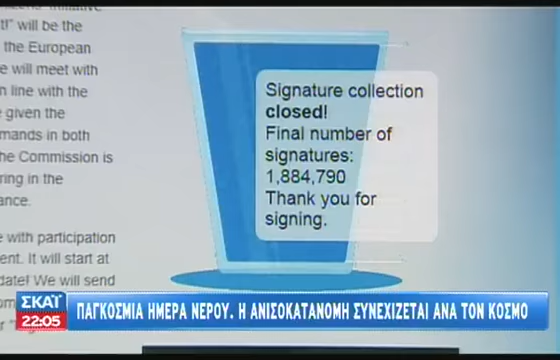 t!” will be the
the European
e will meet with
n line with the
given the
mands in both
he Commission is
ring in the
ance.
e with participation
ent. It will start at
date! We will send
Signature collection
closed!
Final number of
signatures:
1,884,790
Thank you for
signing.
ΣΚΑΪ
22:05
ΠΑΓΚΟΣΜΙΑ ΗΜΕΡΑ ΝΕΡΟΥ. Η ΑΝΙΣΟΚΑΤΑΝΟΜΗ ΣΥΝΕΧΙΖΕΤΑΙ ΑΝΑ ΤΟΝ ΚΟΣΜΟ